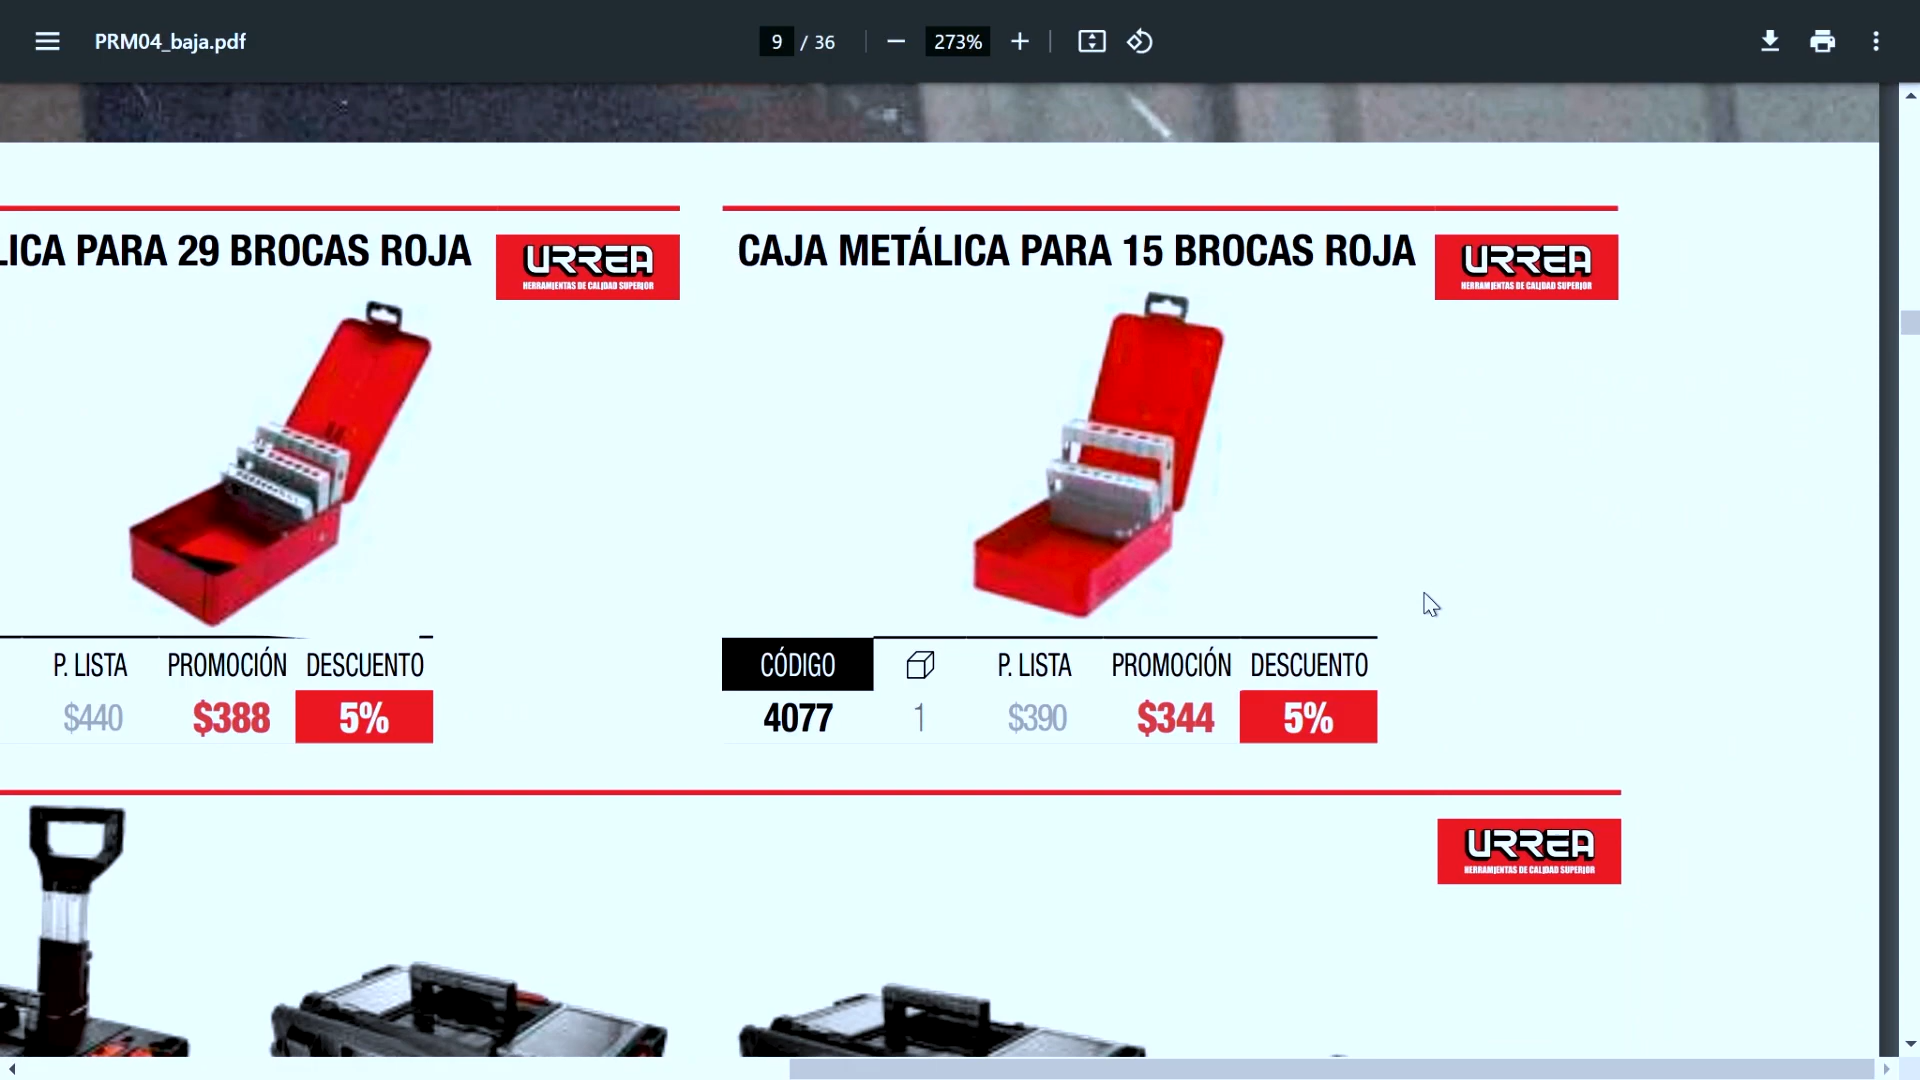 PRM04_baja.pdf
9 / 36
273%
LICA PARA 29 BROCAS ROJA
URREA
HERRAMIENTAS DE CALIDAD SUPERIOR
CAJA METÁLICA PARA 15 BROCAS ROJA
URREA
HERRAMIENTAS DE CALIDAD SUPERIOR
P. LISTA PROMOCIÓN DESCUENTO
$440 $388 5%
CÓDIGO P. LISTA PROMOCIÓN DESCUENTO
4077 1 $390 $344 5%
URREA
HERRAMIENTAS DE CALIDAD SUPERIOR